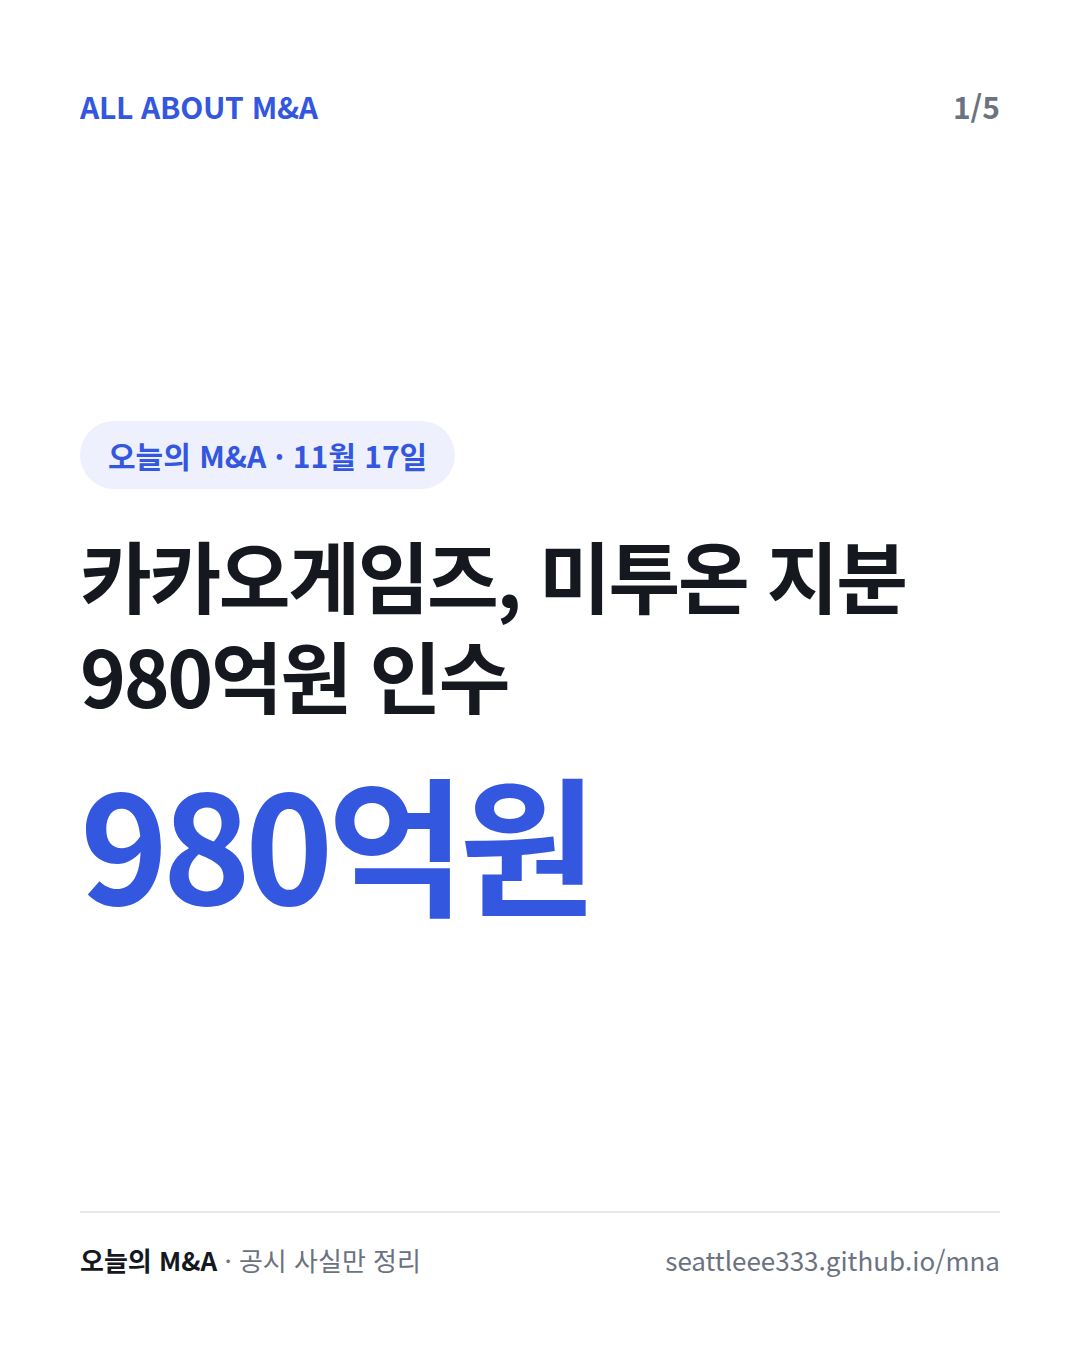 ALL ABOUT M&A
1/5
오늘의 M&A · 11월 17일
카카오게임즈, 미투온 지분
980억원 인수
980억원
오늘의 M&A · 공시 사실만 정리
seattleee333.github.io/mna